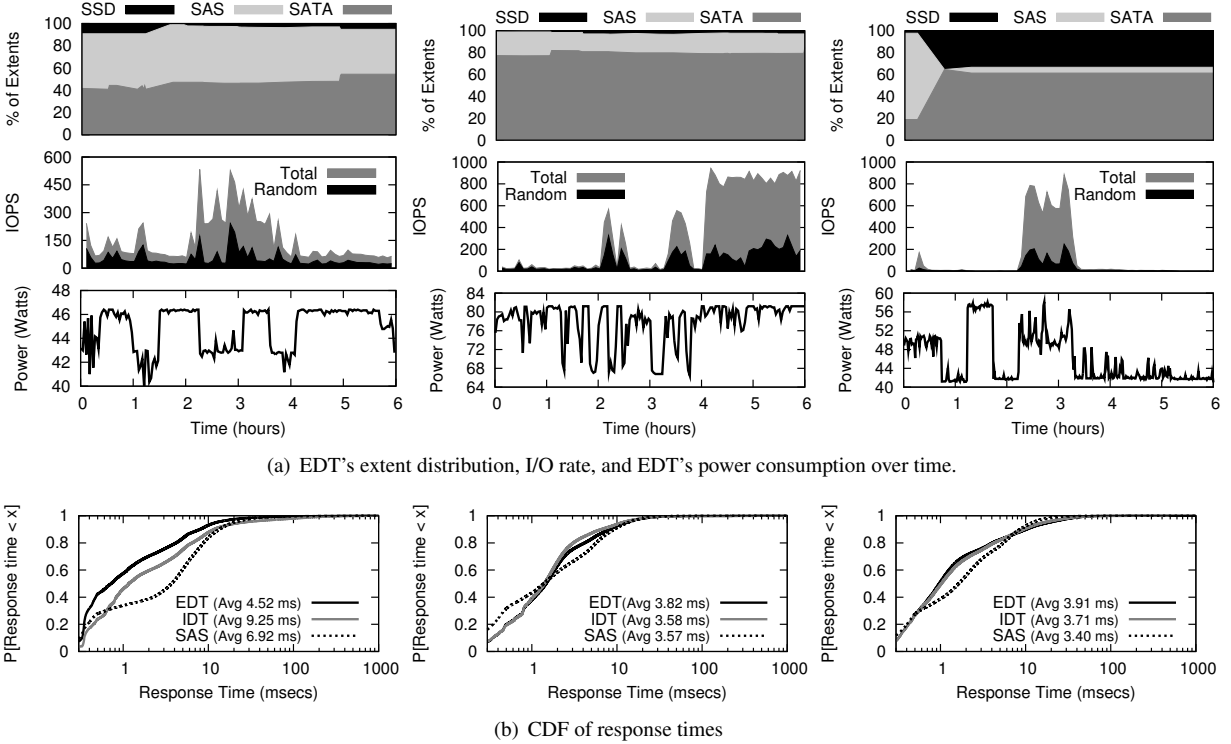 SSD SAS SATA
% of Extents
100
80
60
40
20
0
IOPS
600
450
300
150
0
Total
Random
Power (Watts)
48
46
44
42
40
0 1 2 3 4 5 6
Time (hours)
SSD SAS SATA
% of Extents
100
80
60
40
20
0
IOPS
1000
800
600
400
200
0
Total
Random
Power (Watts)
84
80
76
72
68
64
0 1 2 3 4 5 6
Time (hours)
SSD SAS SATA
% of Extents
100
80
60
40
20
0
IOPS
1000
800
600
400
200
0
Total
Random
Power (Watts)
60
56
52
48
44
40
0 1 2 3 4 5 6
Time (hours)
(a) EDT's extent distribution, I/O rate, and EDT's power consumption over time.
P[Response time < x]
1
0.8
0.6
0.4
0.2
0
EDT (Avg 4.52 ms)
IDT (Avg 9.25 ms)
SAS (Avg 6.92 ms)
1 10 100 1000
Response Time (msecs)
P[Response time < x]
1
0.8
0.6
0.4
0.2
0
EDT(Avg 3.82 ms)
IDT (Avg 3.58 ms)
SAS (Avg 3.57 ms)
1 10 100 1000
Response Time (msecs)
P[Response time < x]
1
0.8
0.6
0.4
0.2
0
EDT (Avg 3.91 ms)
IDT (Avg 3.71 ms)
SAS (Avg 3.40 ms)
1 10 100 1000
Response Time (msecs)
(b) CDF of response times